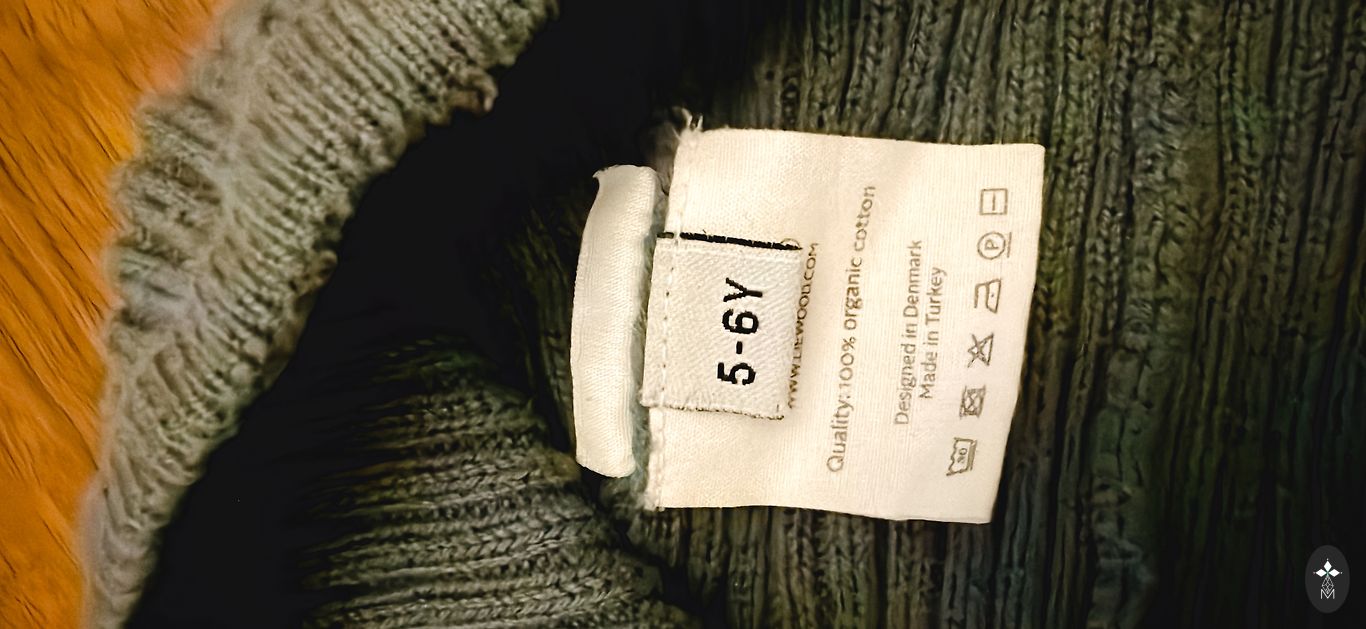 5-6Y
WWW.LIEWOOD.COM
Quality: 100% organic cotton
Designed in Denmark
Made in Turkey
P
M